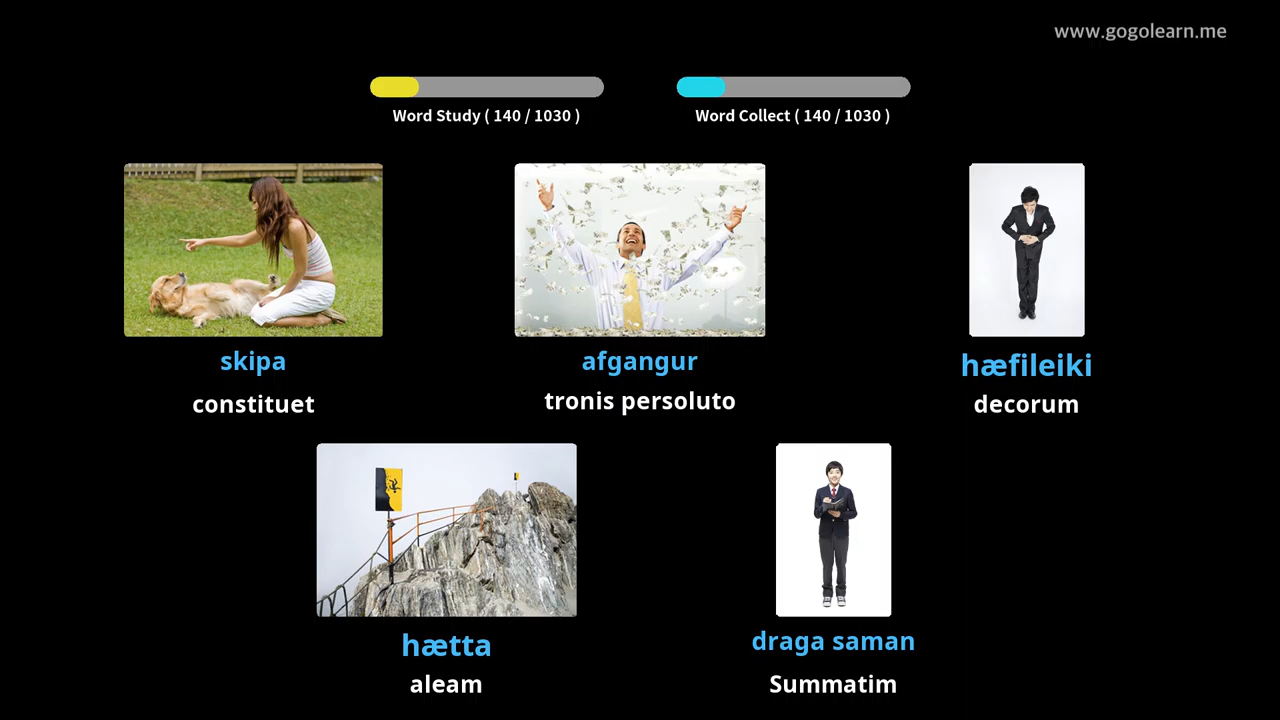 www.gogolearn.me
Word Study ( 140 / 1030 )
Word Collect ( 140 / 1030 )
skipa
afgangur
hæfileiki
constituet
tronis persoluto
decorum
hætta
draga saman
aleam
Summatim